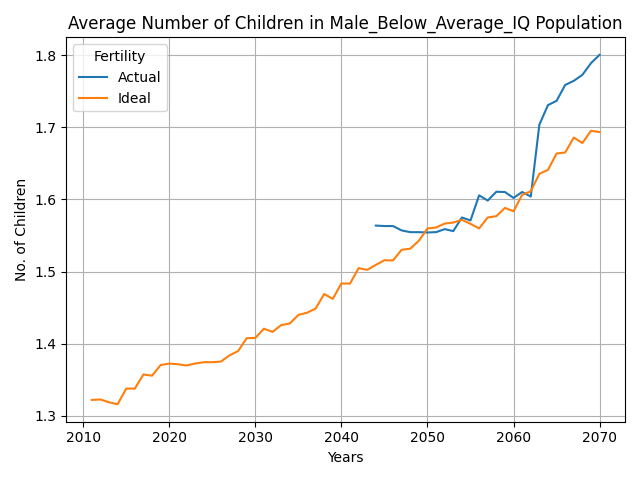 Average Number of Children in Male_Below_Average_IQ Population
Fertility
Actual
Ideal
1.8
1.7
1.6
1.5
1.4
1.3
No. of Children
2010 2020 2030 2040 2050 2060 2070
Years